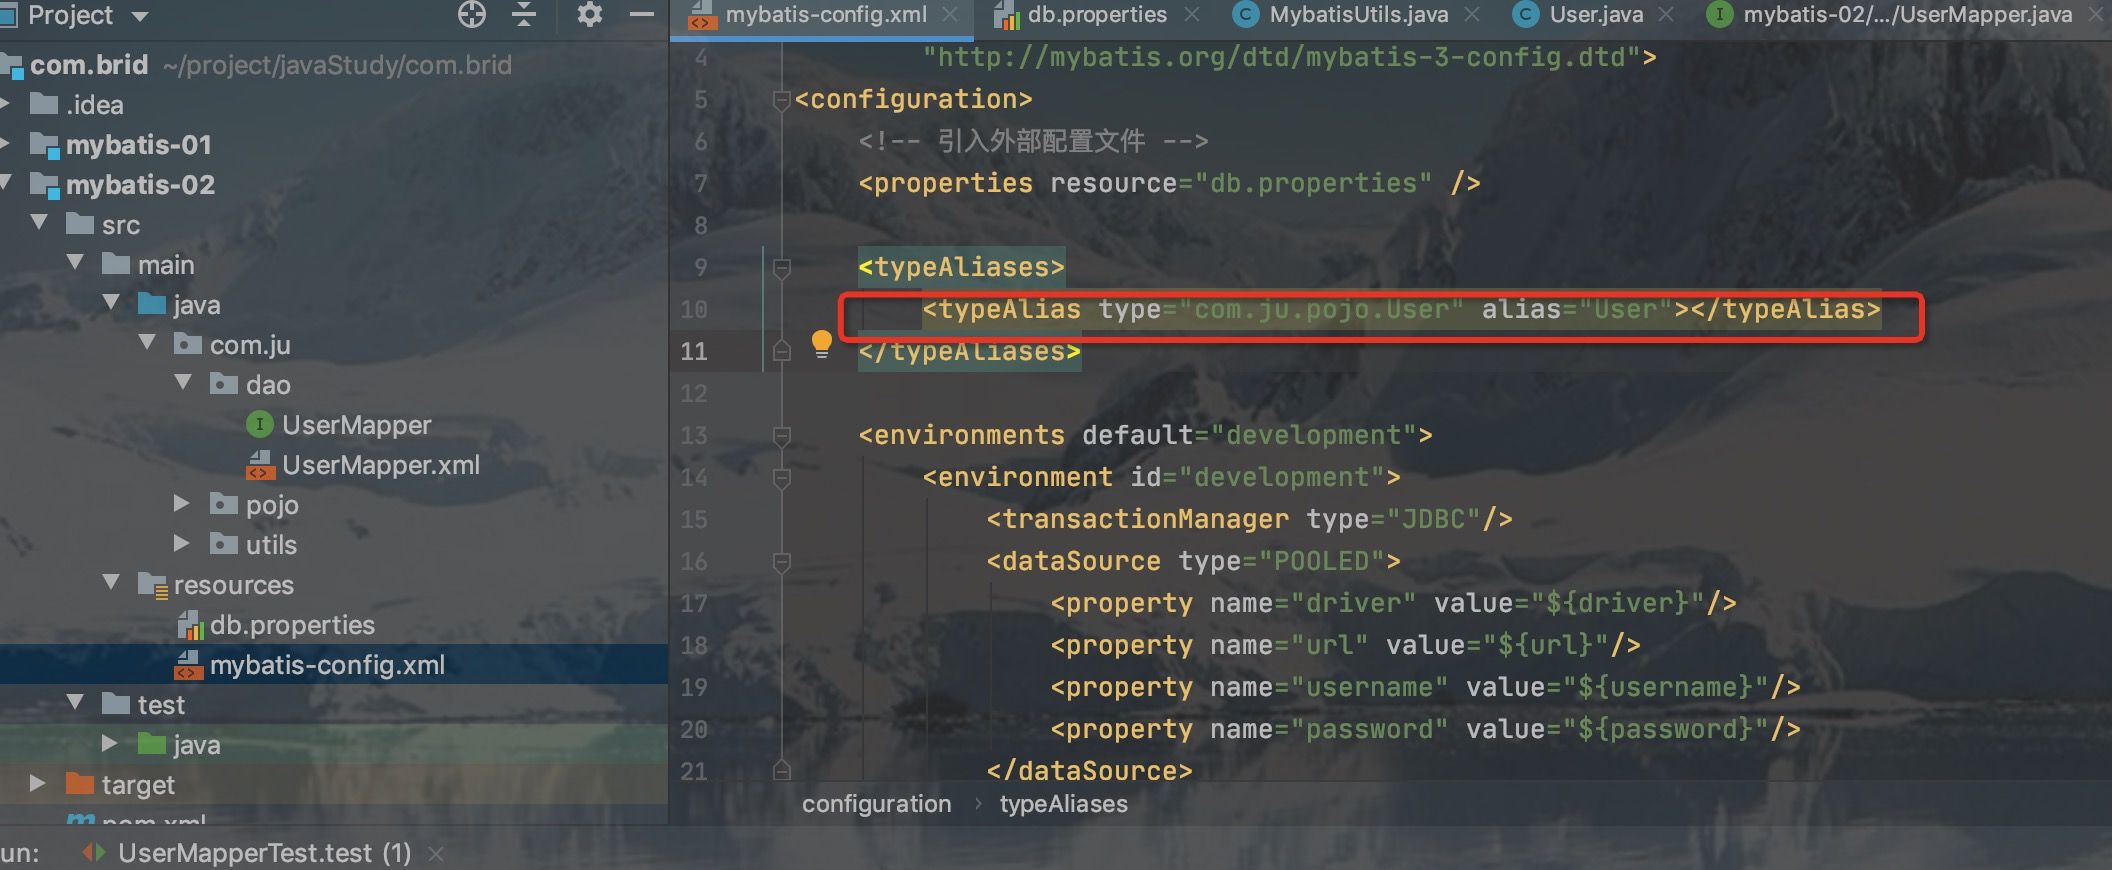 Project
com.brid ~/project/javaStudy/com.brid
.idea
mybatis-01
mybatis-02
src
main
java
com.ju
dao
UserMapper
UserMapper.xml
pojo
utils
resources
db.properties
mybatis-config.xml
test
java
target
pom.xml
mybatis-config.xml db.properties MybatisUtils.java User.java mybatis-02/.../UserMapper.java
4 "http://mybatis.org/dtd/mybatis-3-config.dtd">
5 <configuration>
6 <!-- 引入外部配置文件 -->
7 <properties resource="db.properties" />
8
9 <typeAliases>
10 <typeAlias type="com.ju.pojo.User" alias="User"></typeAlias>
11 </typeAliases>
12
13 <environments default="development">
14 <environment id="development">
15 <transactionManager type="JDBC"/>
16 <dataSource type="POOLED">
17 <property name="driver" value="${driver}"/>
18 <property name="url" value="${url}"/>
19 <property name="username" value="${username}"/>
20 <property name="password" value="${password}"/>
21 </dataSource>
configuration › typeAliases
un: UserMapperTest.test (1)